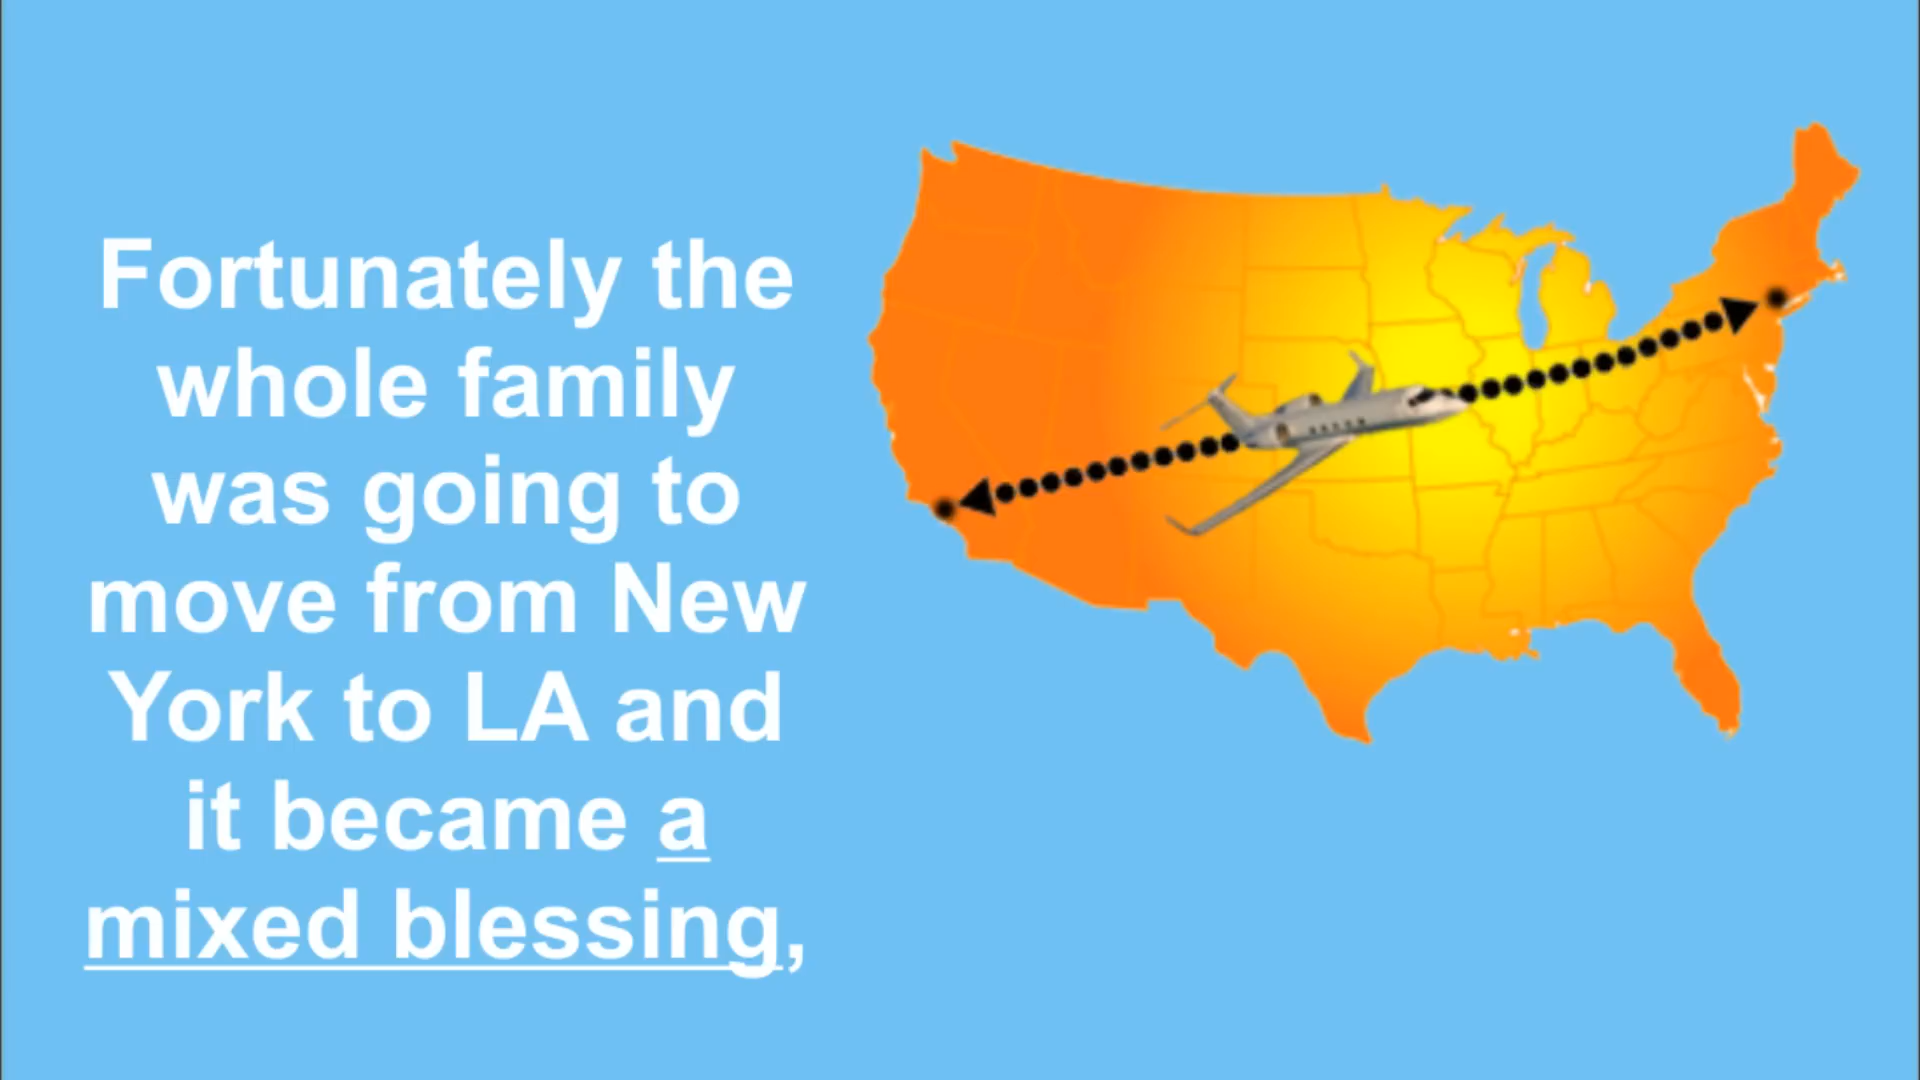 Fortunately the
whole family
was going to
move from New
York to LA and
it became a
mixed blessing,